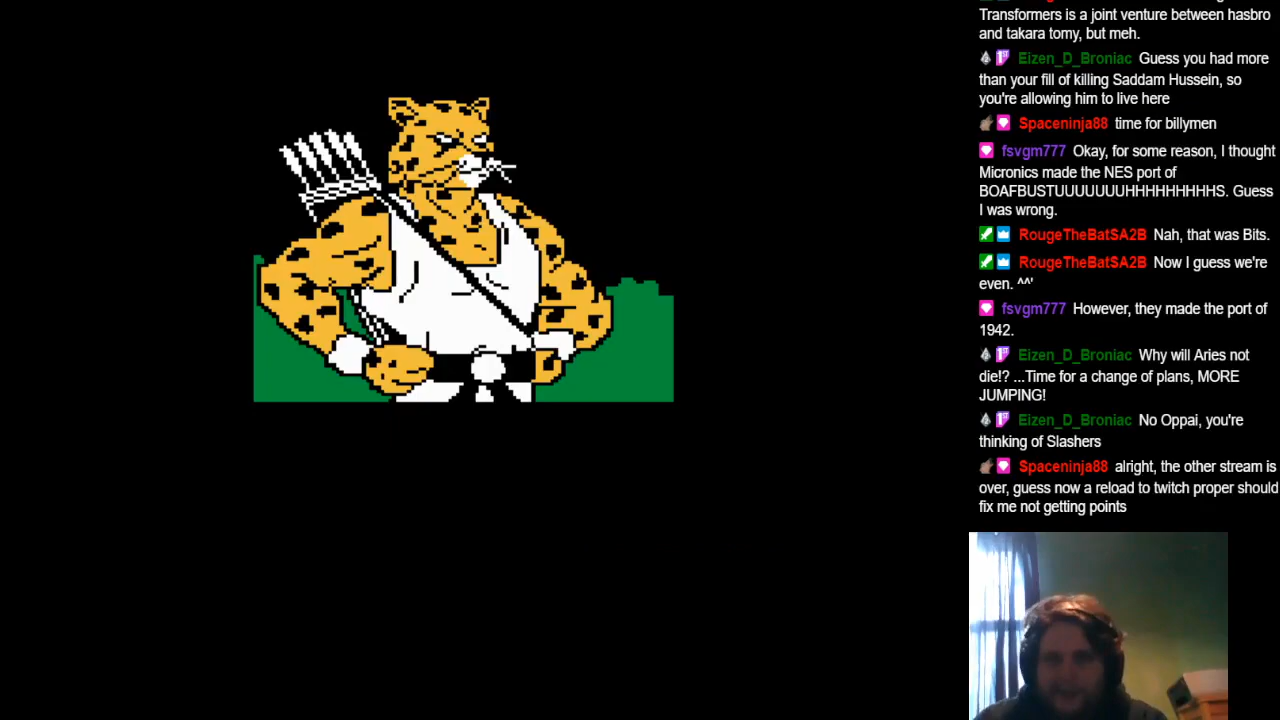 Transformers is a joint venture between hasbro
and takara tomy, but meh.
Eizen_D_Broniac Guess you had more
than your fill of killing Saddam Hussein, so
you're allowing him to live here
Spaceninja88 time for billymen
fsvgm777 Okay, for some reason, I thought
Micronics made the NES port of
BOAFBUSTUUUUUUHHHHHHHHHS. Guess
I was wrong.
RougeTheBatSA2B Nah, that was Bits.
RougeTheBatSA2B Now I guess we're
even. ^^'
fsvgm777 However, they made the port of
1942.
Eizen_D_Broniac Why will Aries not
die!? ...Time for a change of plans, MORE
JUMPING!
Eizen_D_Broniac No Oppai, you're
thinking of Slashers
Spaceninja88 alright, the other stream is
over, guess now a reload to twitch proper should
fix me not getting points